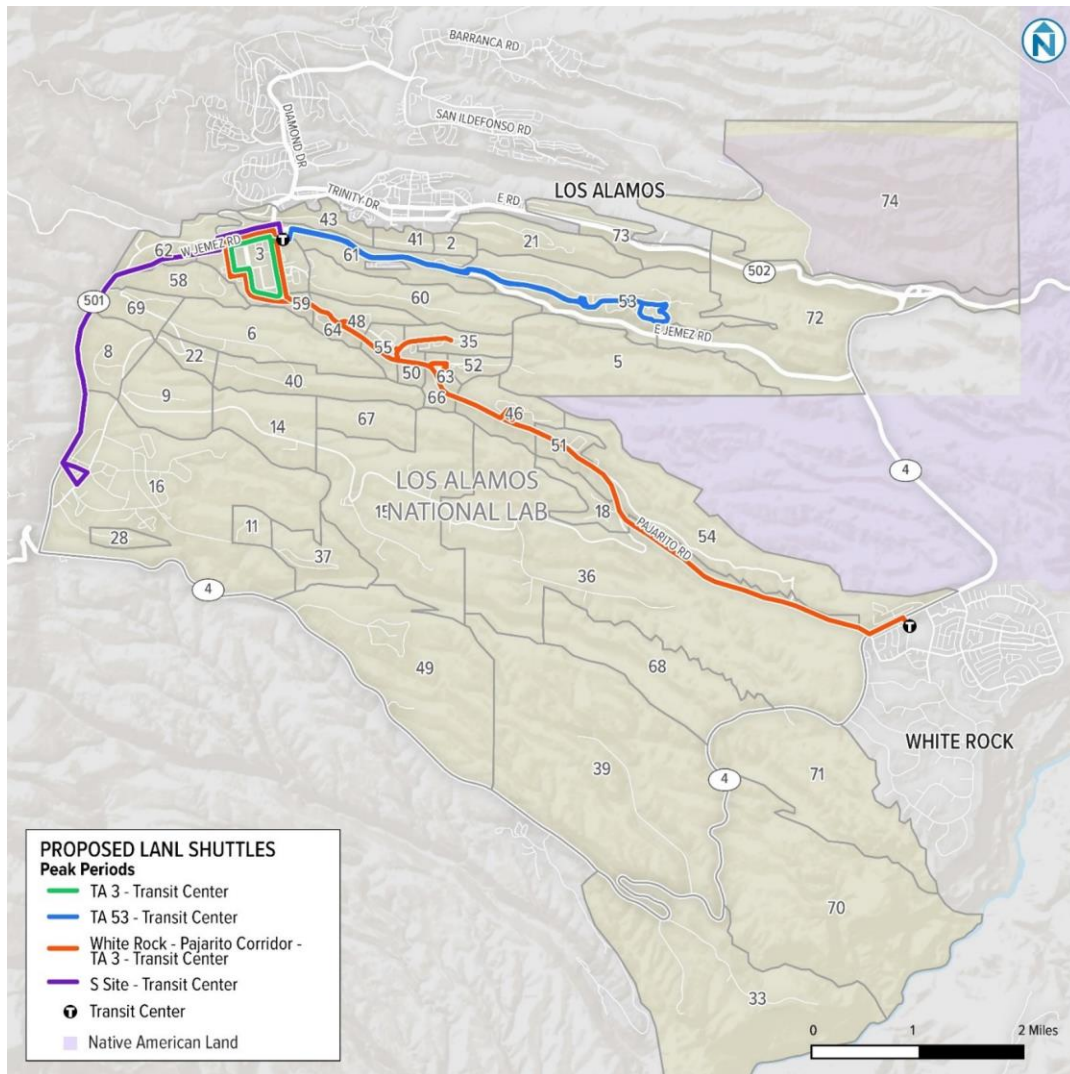 N
BARRANCA RD
DIAMOND DR
SAN ILDEFONSO RD
TRINITY DR
E RD
LOS ALAMOS
74
43
41
2
21
73
62
W JEMEZ RD
3
T
61
502
58
501
59
60
53
72
69
48
64
6
E JEMEZ RD
8
22
55
35
50
63
52
5
9
40
66
14
67
46
51
4
16
LOS ALAMOS
15
NATIONAL LAB
18
28
11
37
PAJARITO RD
54
4
36
T
49
68
WHITE ROCK
39
4
71
70
33
PROPOSED LANL SHUTTLES
Peak Periods
TA 3 - Transit Center
TA 53 - Transit Center
White Rock - Pajarito Corridor -
TA 3 - Transit Center
S Site - Transit Center
T Transit Center
Native American Land
0 1 2 Miles